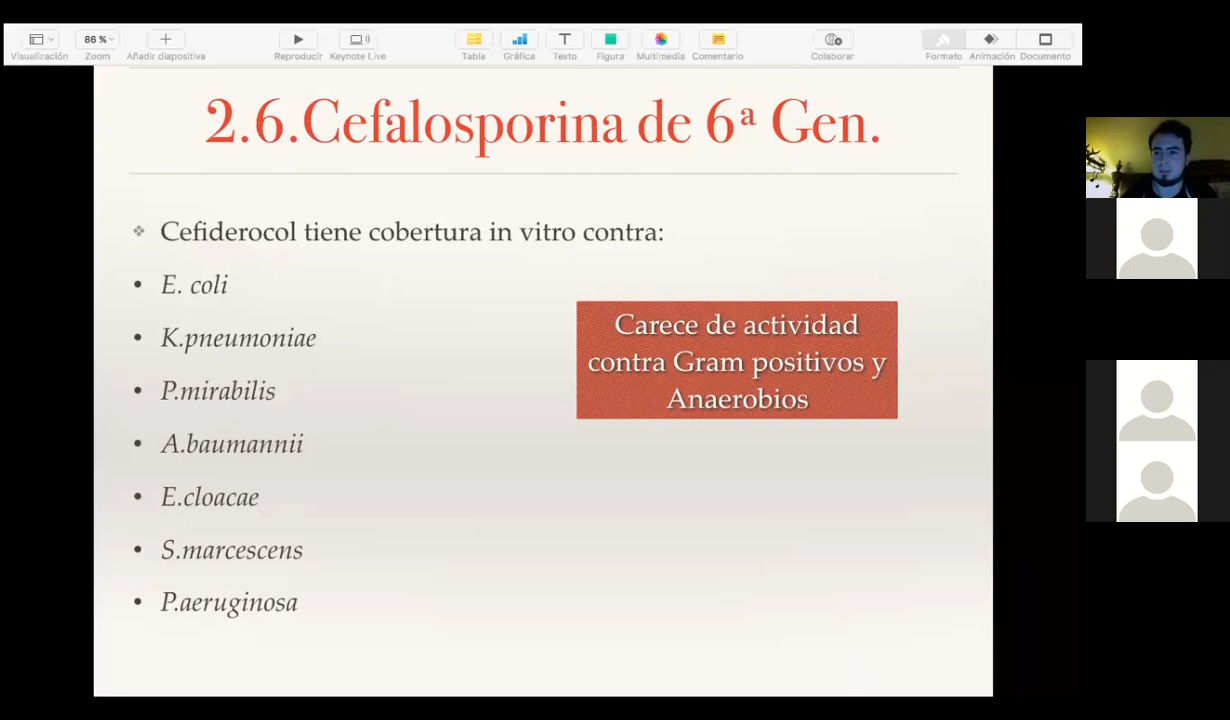 86 %
Visualización
Zoom
Añadir diapositiva
Reproducir
Keynote Live
Tabla
Gráfica
Texto
Figura
Multimedia
Comentario
Colaborar
Formato
Animación
Documento
2.6.Cefalosporina de 6ª Gen.
Cefiderocol tiene cobertura in vitro contra:
E. coli
K.pneumoniae
P.mirabilis
A.baumannii
E.cloacae
S.marcescens
P.aeruginosa
Carece de actividad
contra Gram positivos y
Anaerobios